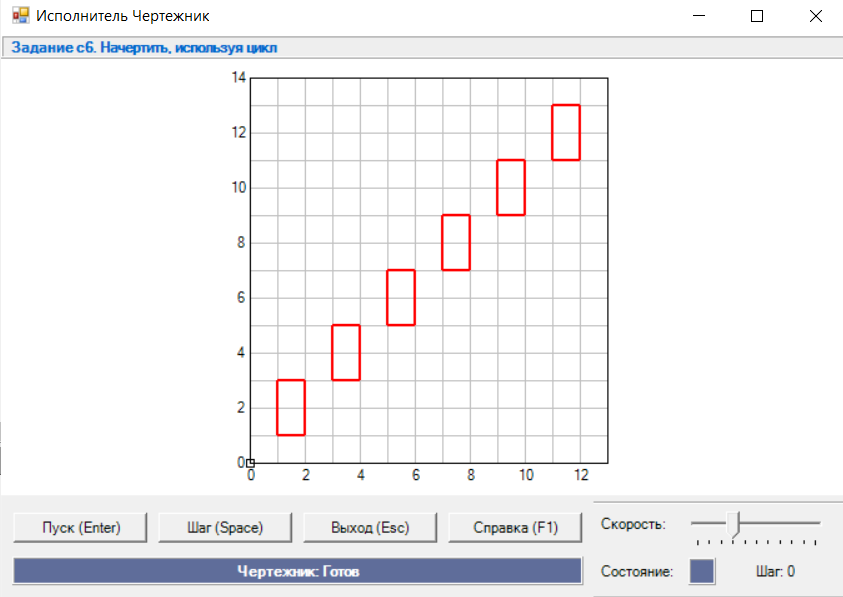 Исполнитель Чертежник
Задание c6. Начертить, используя цикл
14
12
10
8
6
4
2
0
0 2 4 6 8 10 12
Пуск (Enter) Шаг (Space) Выход (Esc) Справка (F1) Скорость:
Чертежник: Готов Состояние: Шаг: 0